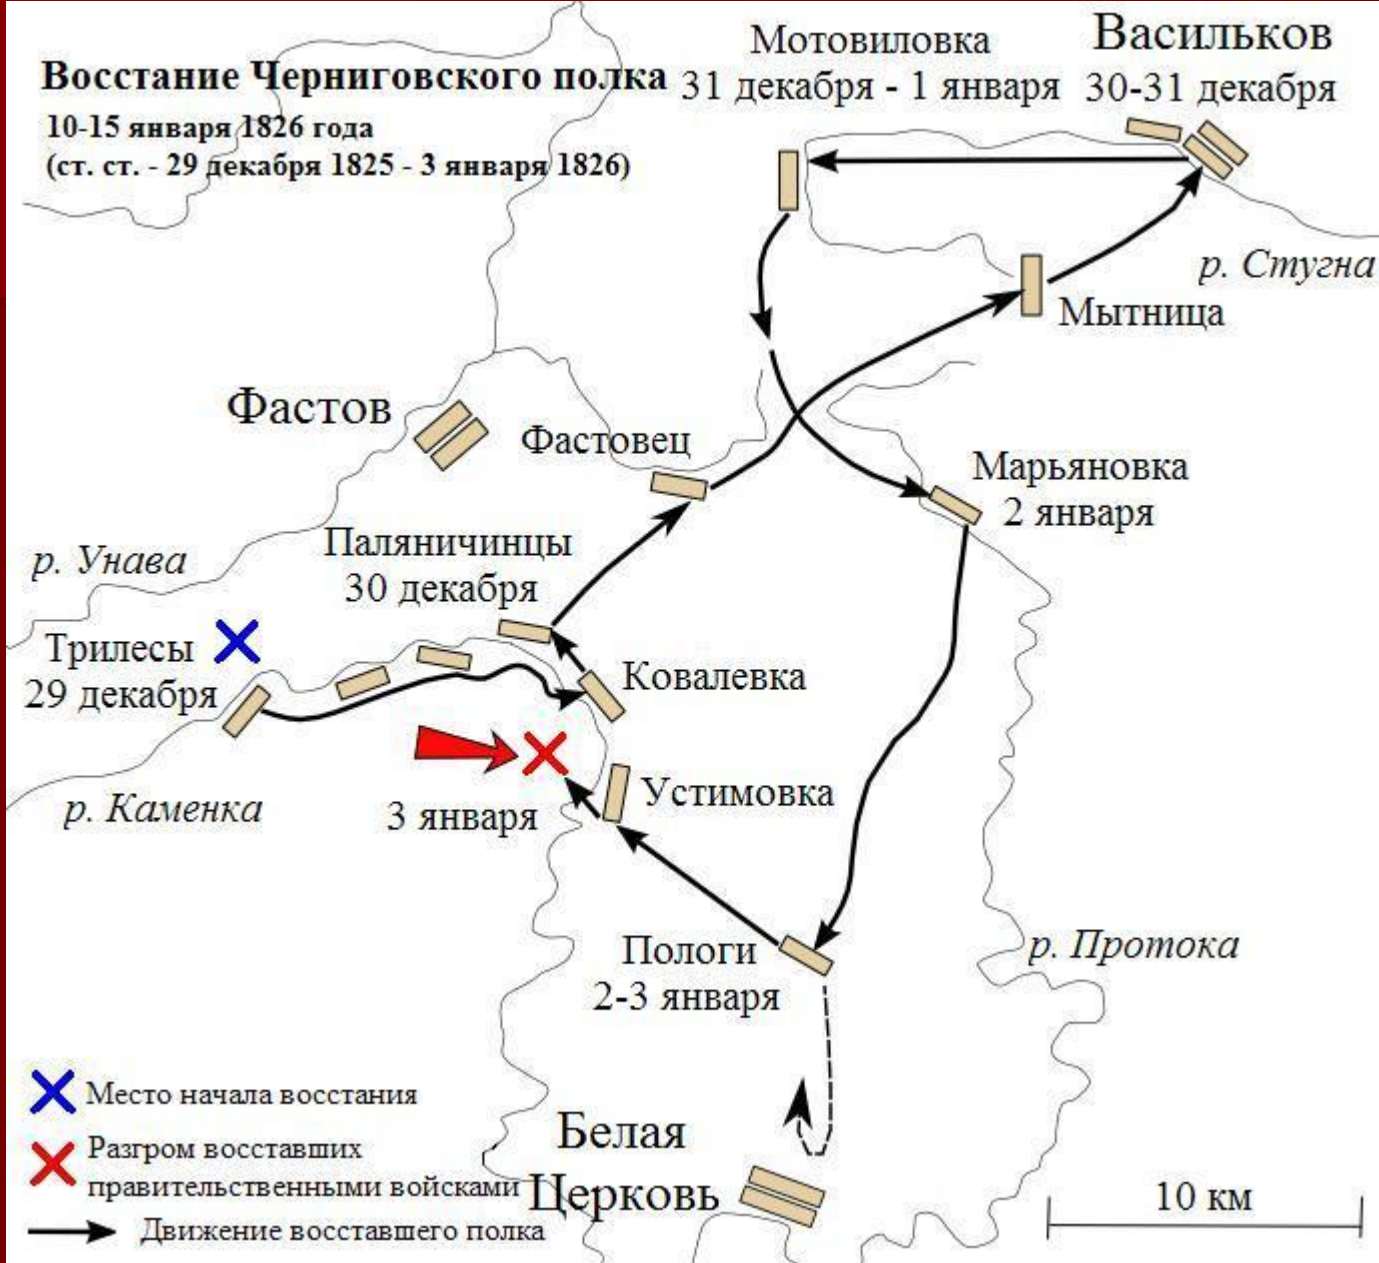 Восстание Черниговского полка
10-15 января 1826 года
(ст. ст. - 29 декабря 1825 - 3 января 1826)
Мотовиловка
31 декабря - 1 января
Васильков
30-31 декабря
р. Стугна
Мытница
Фастов
Фастовец
Марьяновка
2 января
Паляничинцы
30 декабря
р. Унава
Трилесы
29 декабря
Ковалевка
р. Каменка
3 января
Устимовка
Пологи
2-3 января
р. Протока
Белая
Церковь
10 км
Место начала восстания
Разгром восставших
правительственными войсками
Движение восставшего полка